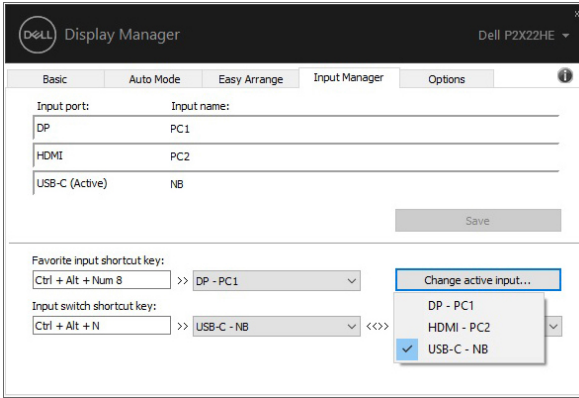 DELL Display Manager Dell P2X22HE
Basic Auto Mode Easy Arrange Input Manager Options
Input port: Input name:
DP PC1
HDMI PC2
USB-C (Active) NB
Save
Favorite input shortcut key:
Ctrl + Alt + Num 8 >> DP - PC1 Change active input...
Input switch shortcut key:
Ctrl + Alt + N >> USB-C - NB <<>>
DP - PC1
HDMI - PC2
USB-C - NB